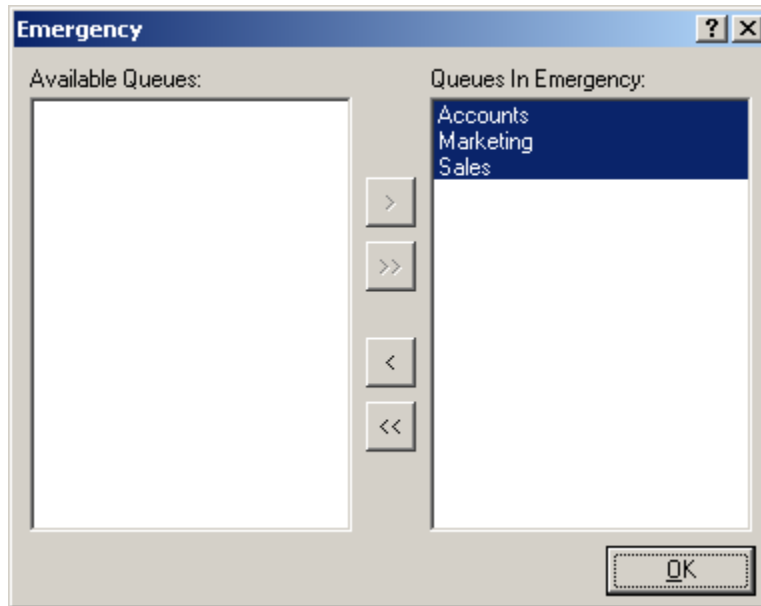 Emergency
Available Queues:
Queues In Emergency:
Accounts
Marketing
Sales
>
>>
<
<<
OK